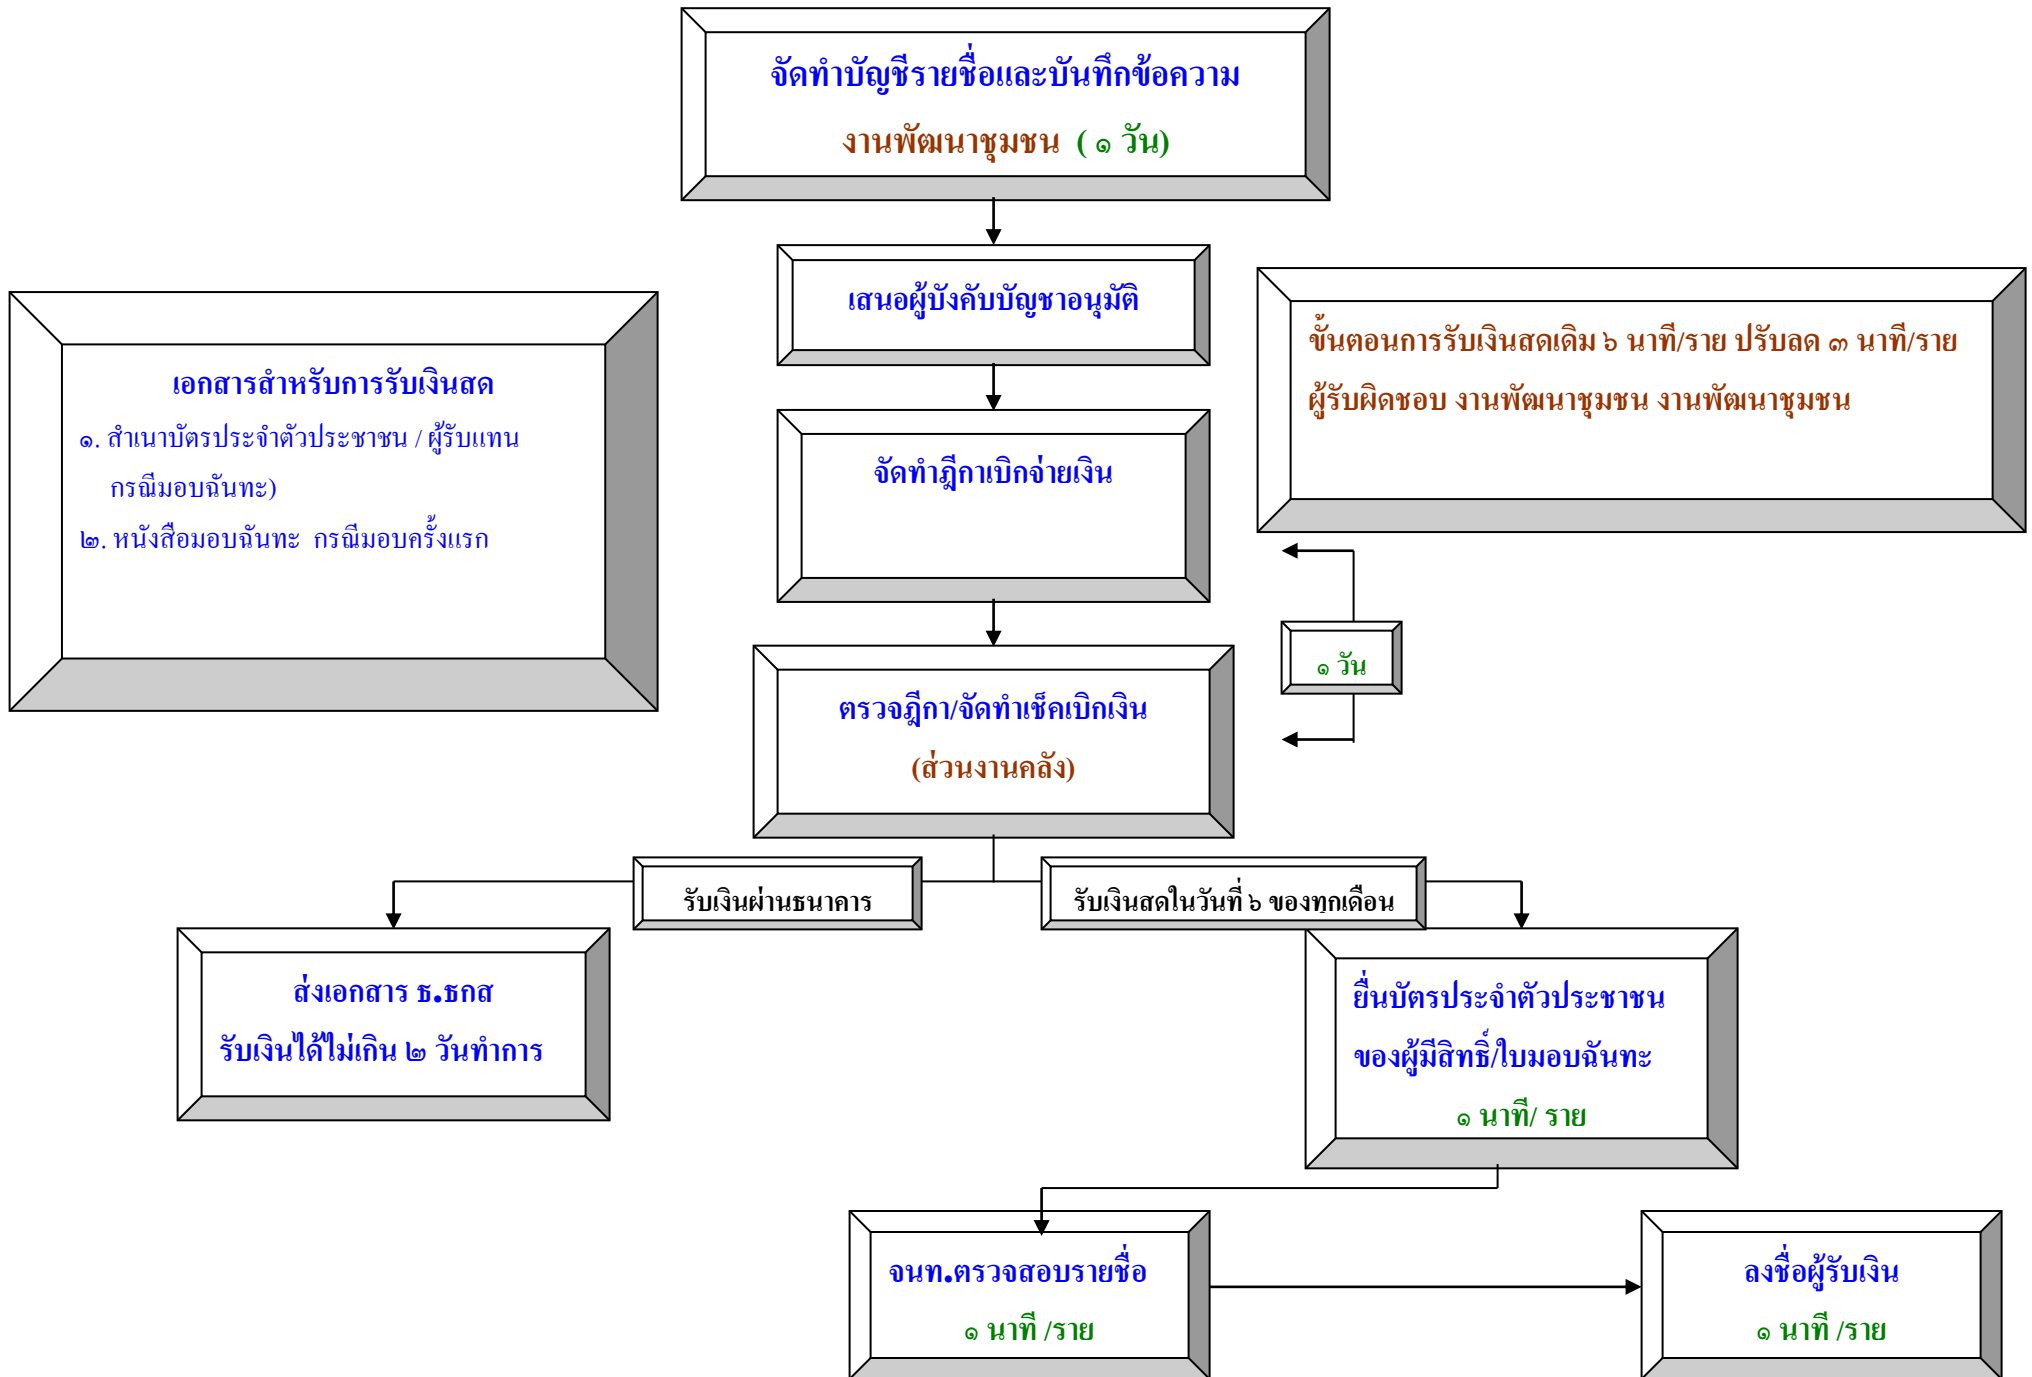 จัดทำบัญชีรายชื่อและบันทึกข้อความ
งานพัฒนาชุมชน ( ๑ วัน)
เสนอผู้บังคับบัญชาอนุมัติ
เอกสารสำหรับการรับเงินสด
๑. สำเนาบัตรประจำตัวประชาชน / ผู้รับแทน
กรณีมอบฉันทะ)
๒. หนังสือมอบฉันทะ กรณีมอบครั้งแรก
ขั้นตอนการรับเงินสดเดิม ๖ นาที/ราย ปรับลด ๓ นาที/ราย
ผู้รับผิดชอบ งานพัฒนาชุมชน งานพัฒนาชุมชน
จัดทำฎีกาเบิกจ่ายเงิน
๑ วัน
ตรวจฎีกา/จัดทำเช็คเบิกเงิน
(ส่วนงานคลัง)
รับเงินผ่านธนาคาร
รับเงินสดในวันที่ ๖ ของทุกเดือน
ส่งเอกสาร ธ.ธกส
รับเงินได้ไม่เกิน ๒ วันทำการ
ยื่นบัตรประจำตัวประชาชน
ของผู้มีสิทธิ์/ใบมอบฉันทะ
๑ นาที/ ราย
จนท.ตรวจสอบรายชื่อ
๑ นาที /ราย
ลงชื่อผู้รับเงิน
๑ นาที /ราย